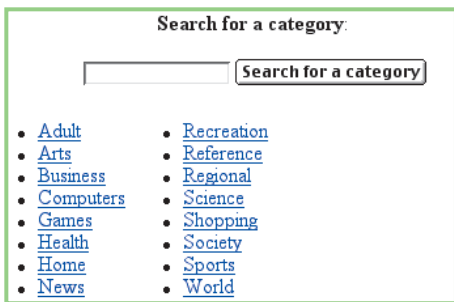 Search for a category:
Search for a category
Adult
Arts
Business
Computers
Games
Health
Home
News
Recreation
Reference
Regional
Science
Shopping
Society
Sports
World